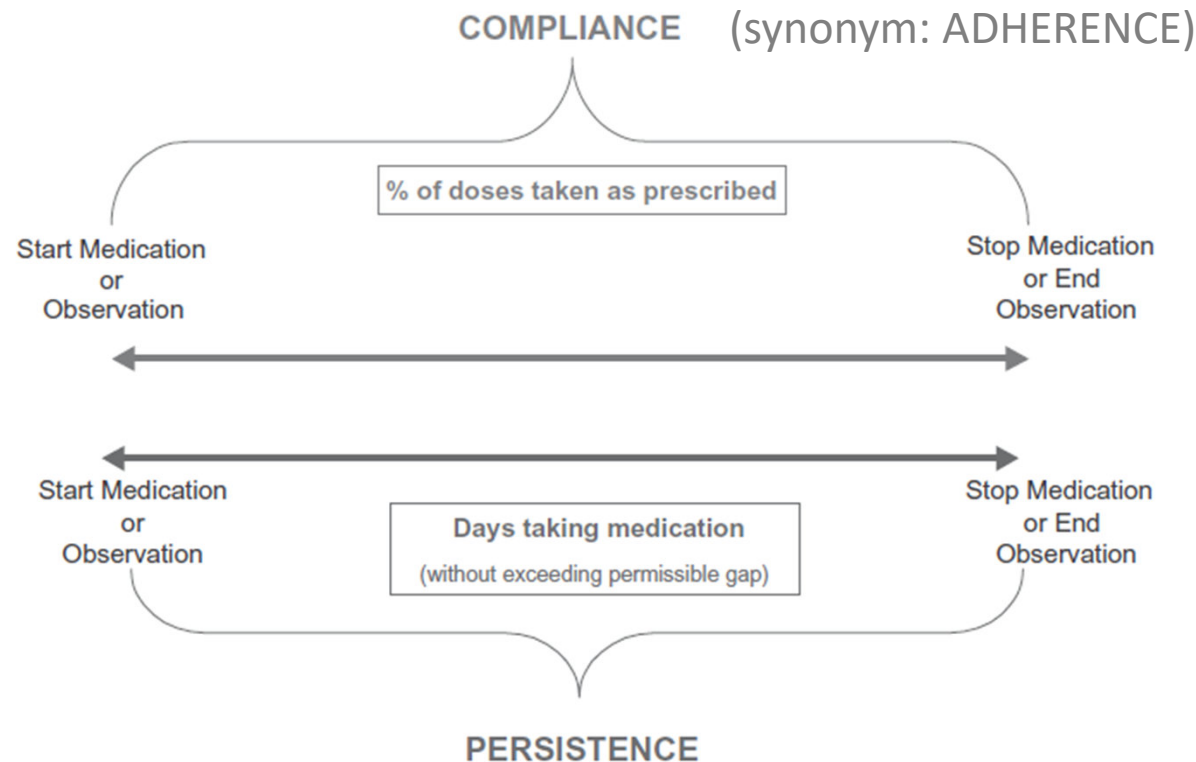 COMPLIANCE (synonym: ADHERENCE)
% of doses taken as prescribed
Start Medication
or
Observation
Stop Medication
or End
Observation
Start Medication
or
Observation
Days taking medication
(without exceeding permissible gap)
Stop Medication
or End
Observation
PERSISTENCE